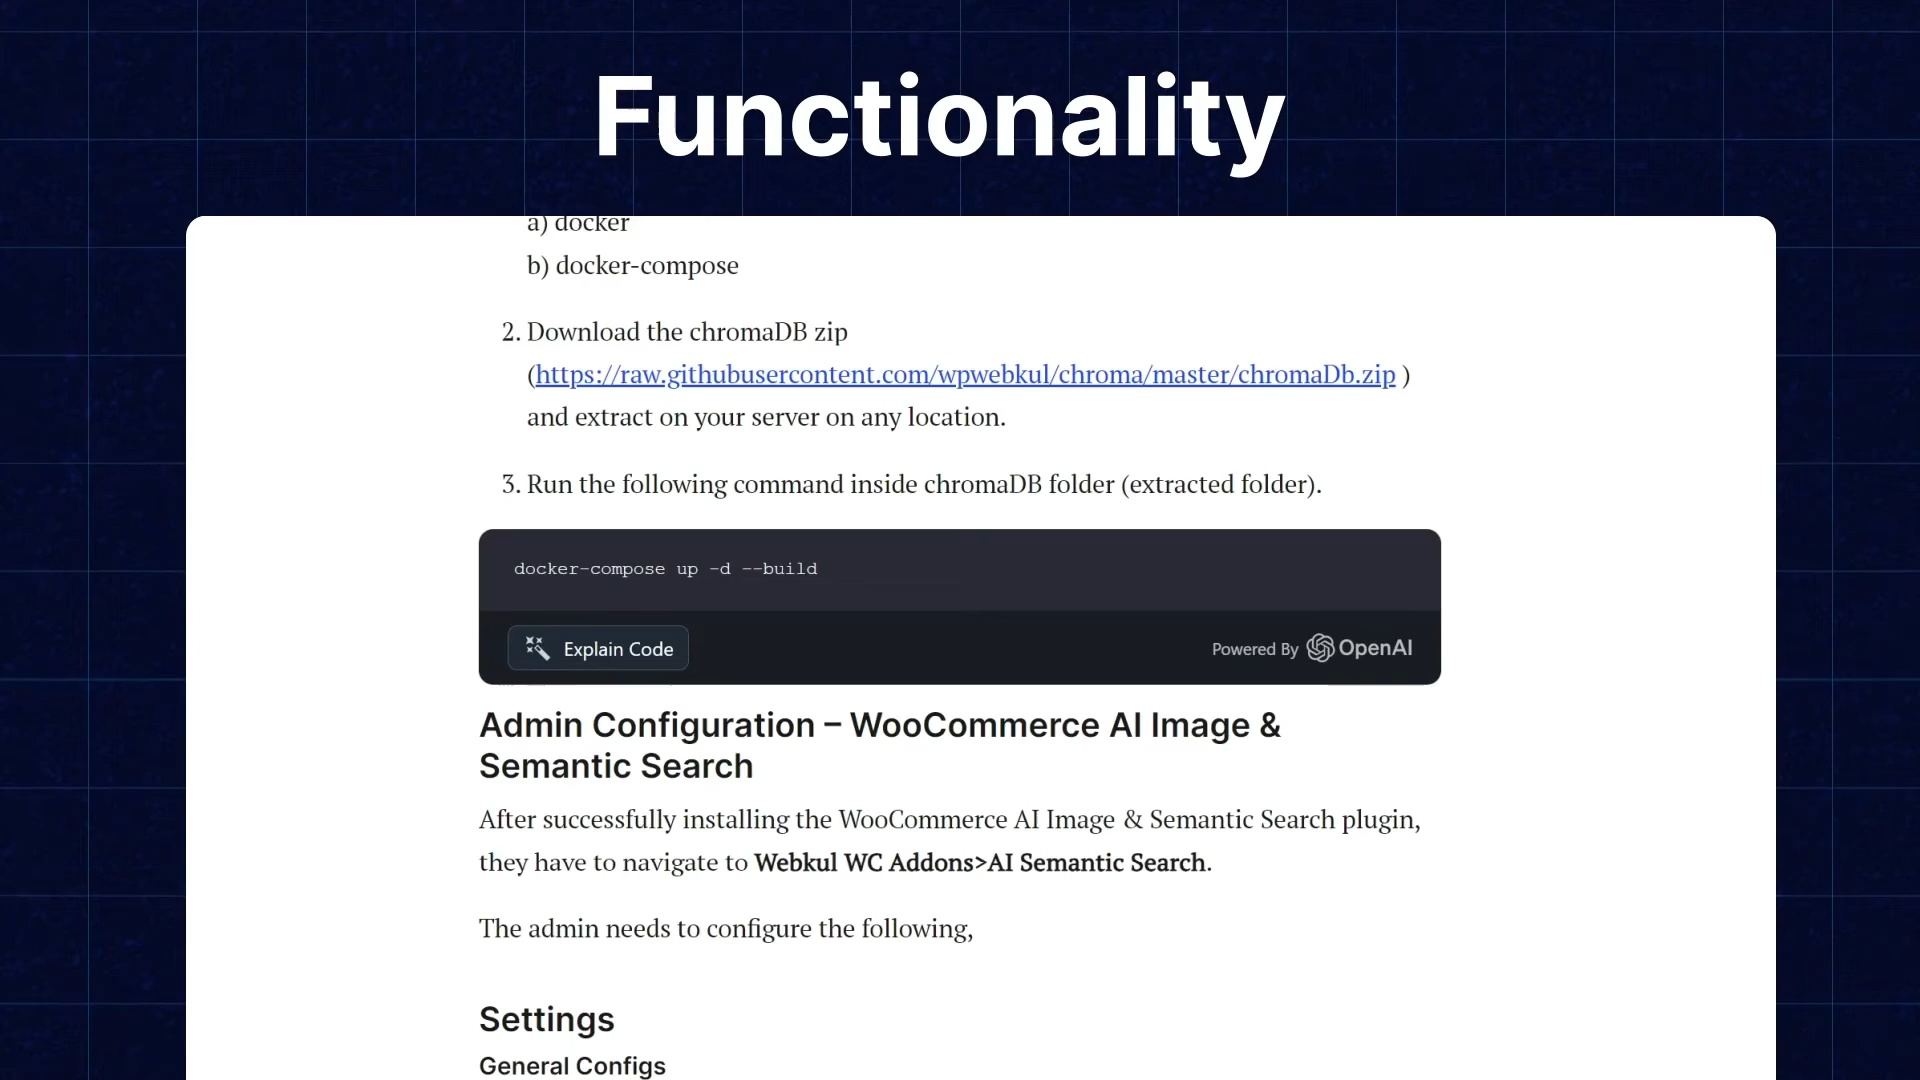 Functionality
a) docker
b) docker-compose
2. Download the chromaDB zip
(https://raw.githubusercontent.com/wpwebkul/chroma/master/chromaDb.zip )
and extract on your server on any location.
3. Run the following command inside chromaDB folder (extracted folder).
docker-compose up -d --build
Explain Code
Powered By OpenAI
Admin Configuration – WooCommerce AI Image &
Semantic Search
After successfully installing the WooCommerce AI Image & Semantic Search plugin,
they have to navigate to Webkul WC Addons>AI Semantic Search.
The admin needs to configure the following,
Settings
General Configs